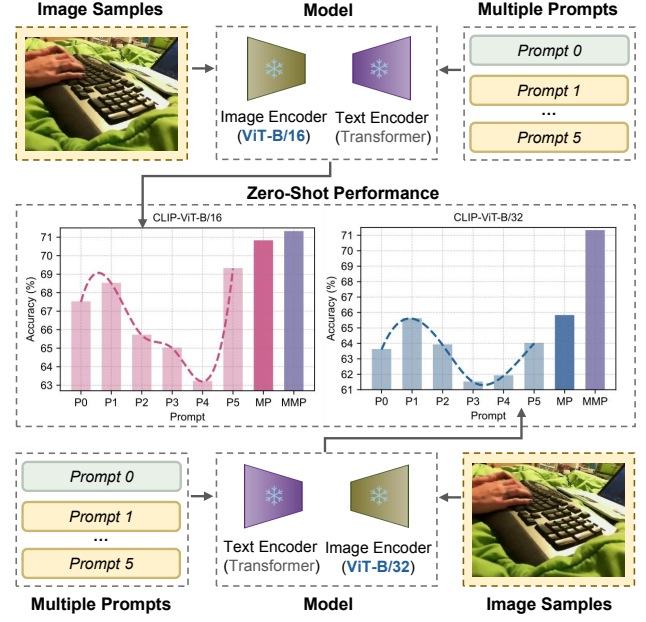 Image Samples
Model
Multiple Prompts
Image Encoder
(ViT-B/16)
Text Encoder
(Transformer)
Prompt 0
Prompt 1
...
Prompt 5
Zero-Shot Performance
CLIP-ViT-B/16
Accuracy (%)
71
70
69
68
67
66
65
64
63
P0 P1 P2 P3 P4 P5 MP MMP
Prompt
CLIP-ViT-B/32
Accuracy (%)
71
70
69
68
67
66
65
64
63
62
61
P0 P1 P2 P3 P4 P5 MP MMP
Prompt
Prompt 0
Prompt 1
...
Prompt 5
Text Encoder
(Transformer)
Image Encoder
(ViT-B/32)
Multiple Prompts
Model
Image Samples